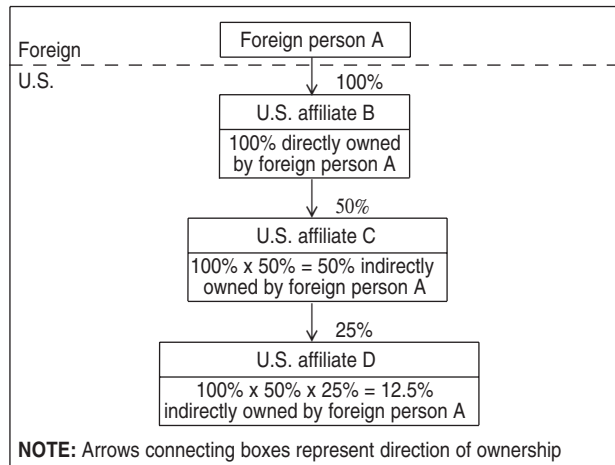 Foreign person A
Foreign
U.S.
100%
U.S. affiliate B
100% directly owned
by foreign person A
50%
U.S. affiliate C
100% x 50% = 50% indirectly
owned by foreign person A
25%
U.S. affiliate D
100% x 50% x 25% = 12.5%
indirectly owned by foreign person A
NOTE: Arrows connecting boxes represent direction of ownership